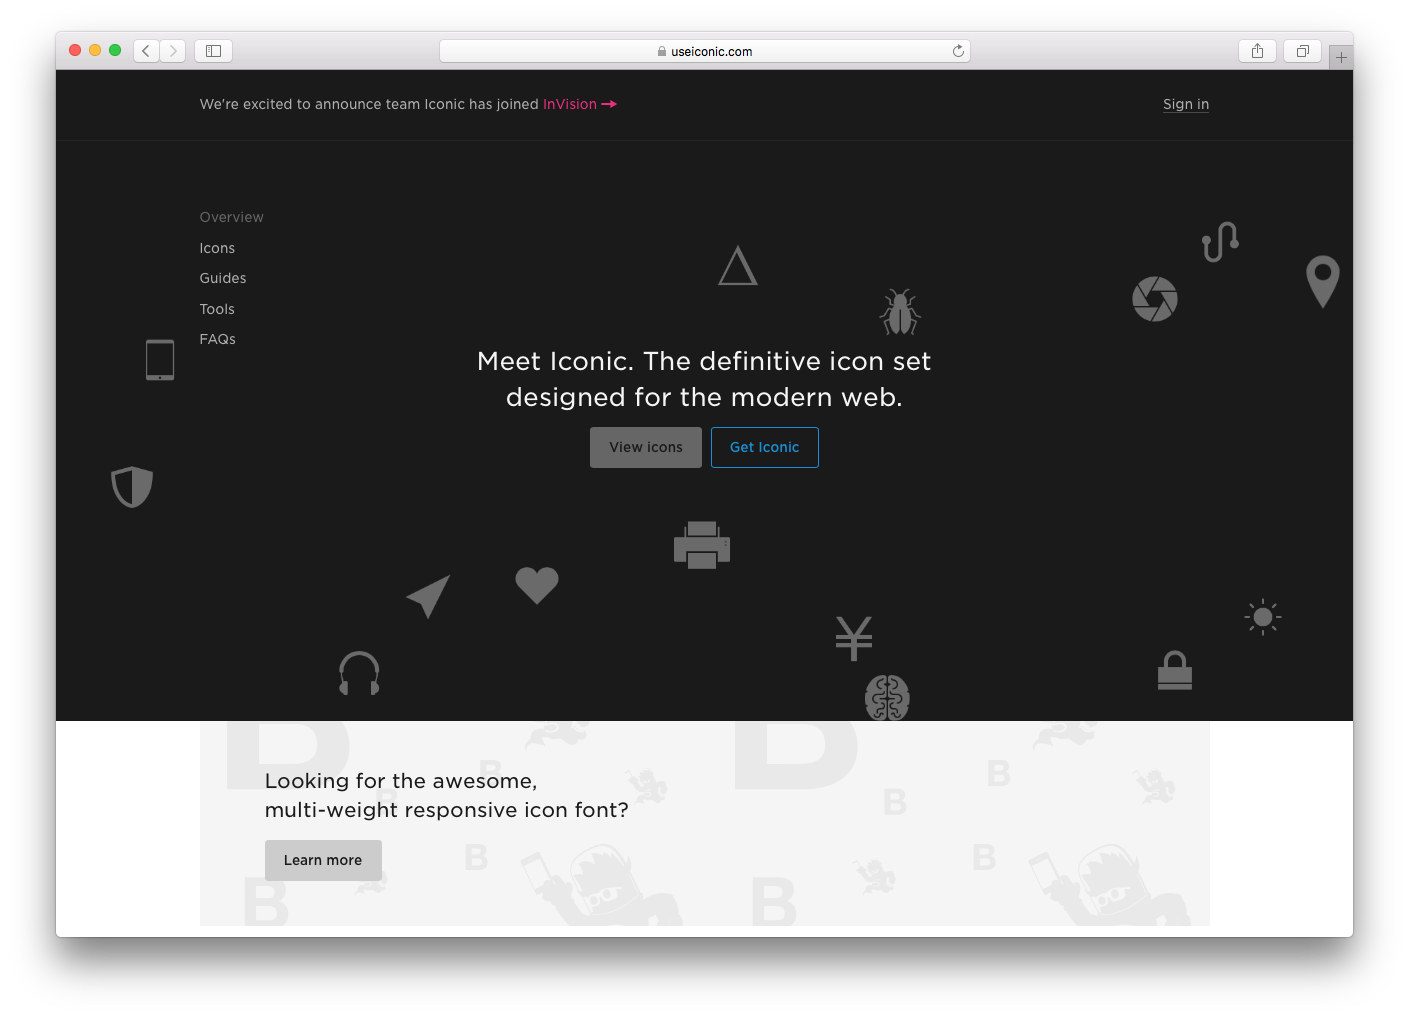 useiconic.com
We're excited to announce team Iconic has joined InVision
Sign in
Overview
Icons
Guides
Tools
FAQs
Meet Iconic. The definitive icon set
designed for the modern web.
View icons
Get Iconic
Looking for the awesome,
multi-weight responsive icon font?
Learn more
B
B
B
B
B
B
B
B
B
B